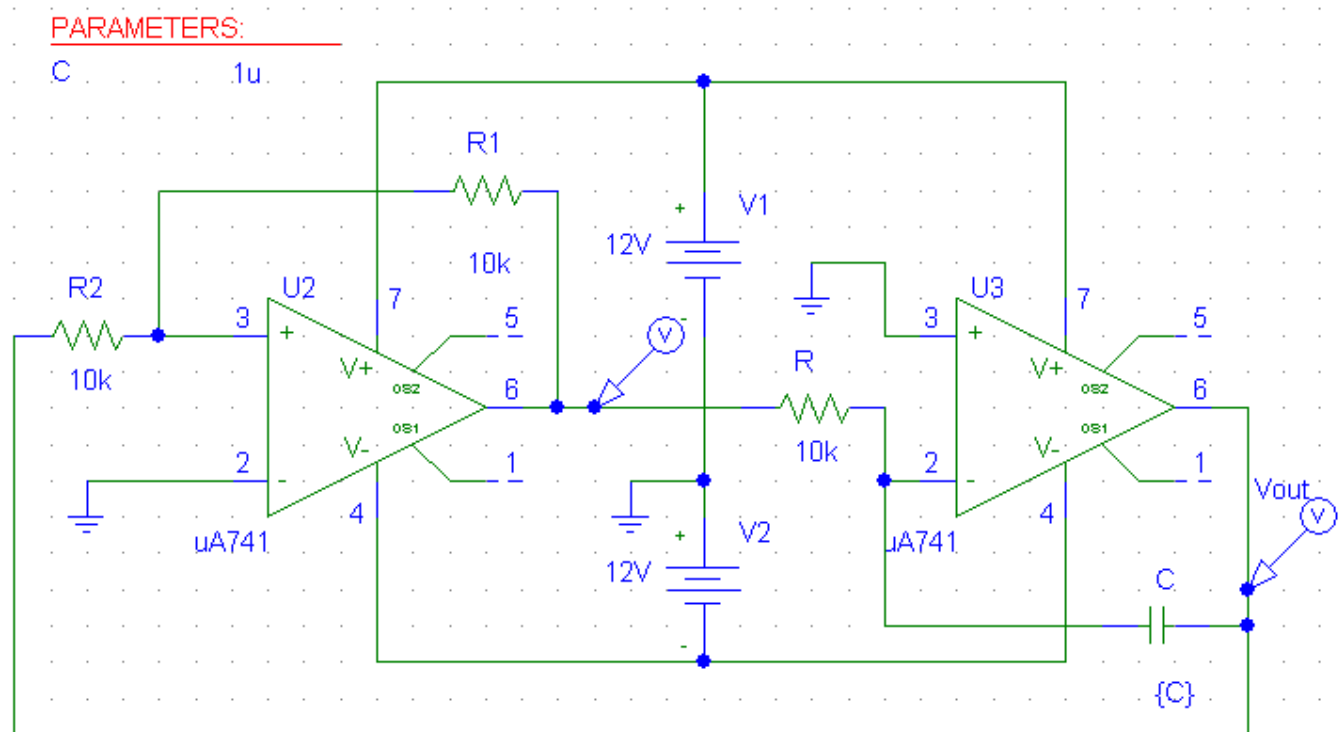 PARAMETERS:
C 1u
R1
10k
R2
10k
U2
3
+
2
-
7
V+
OS2
5
6
OS1
V-
1
4
uA741
+
V1
12V
-
V
R
10k
+
V2
12V
-
U3
3
+
2
-
7
V+
OS2
5
6
OS1
V-
1
4
uA741
Vout
V
C
{C}